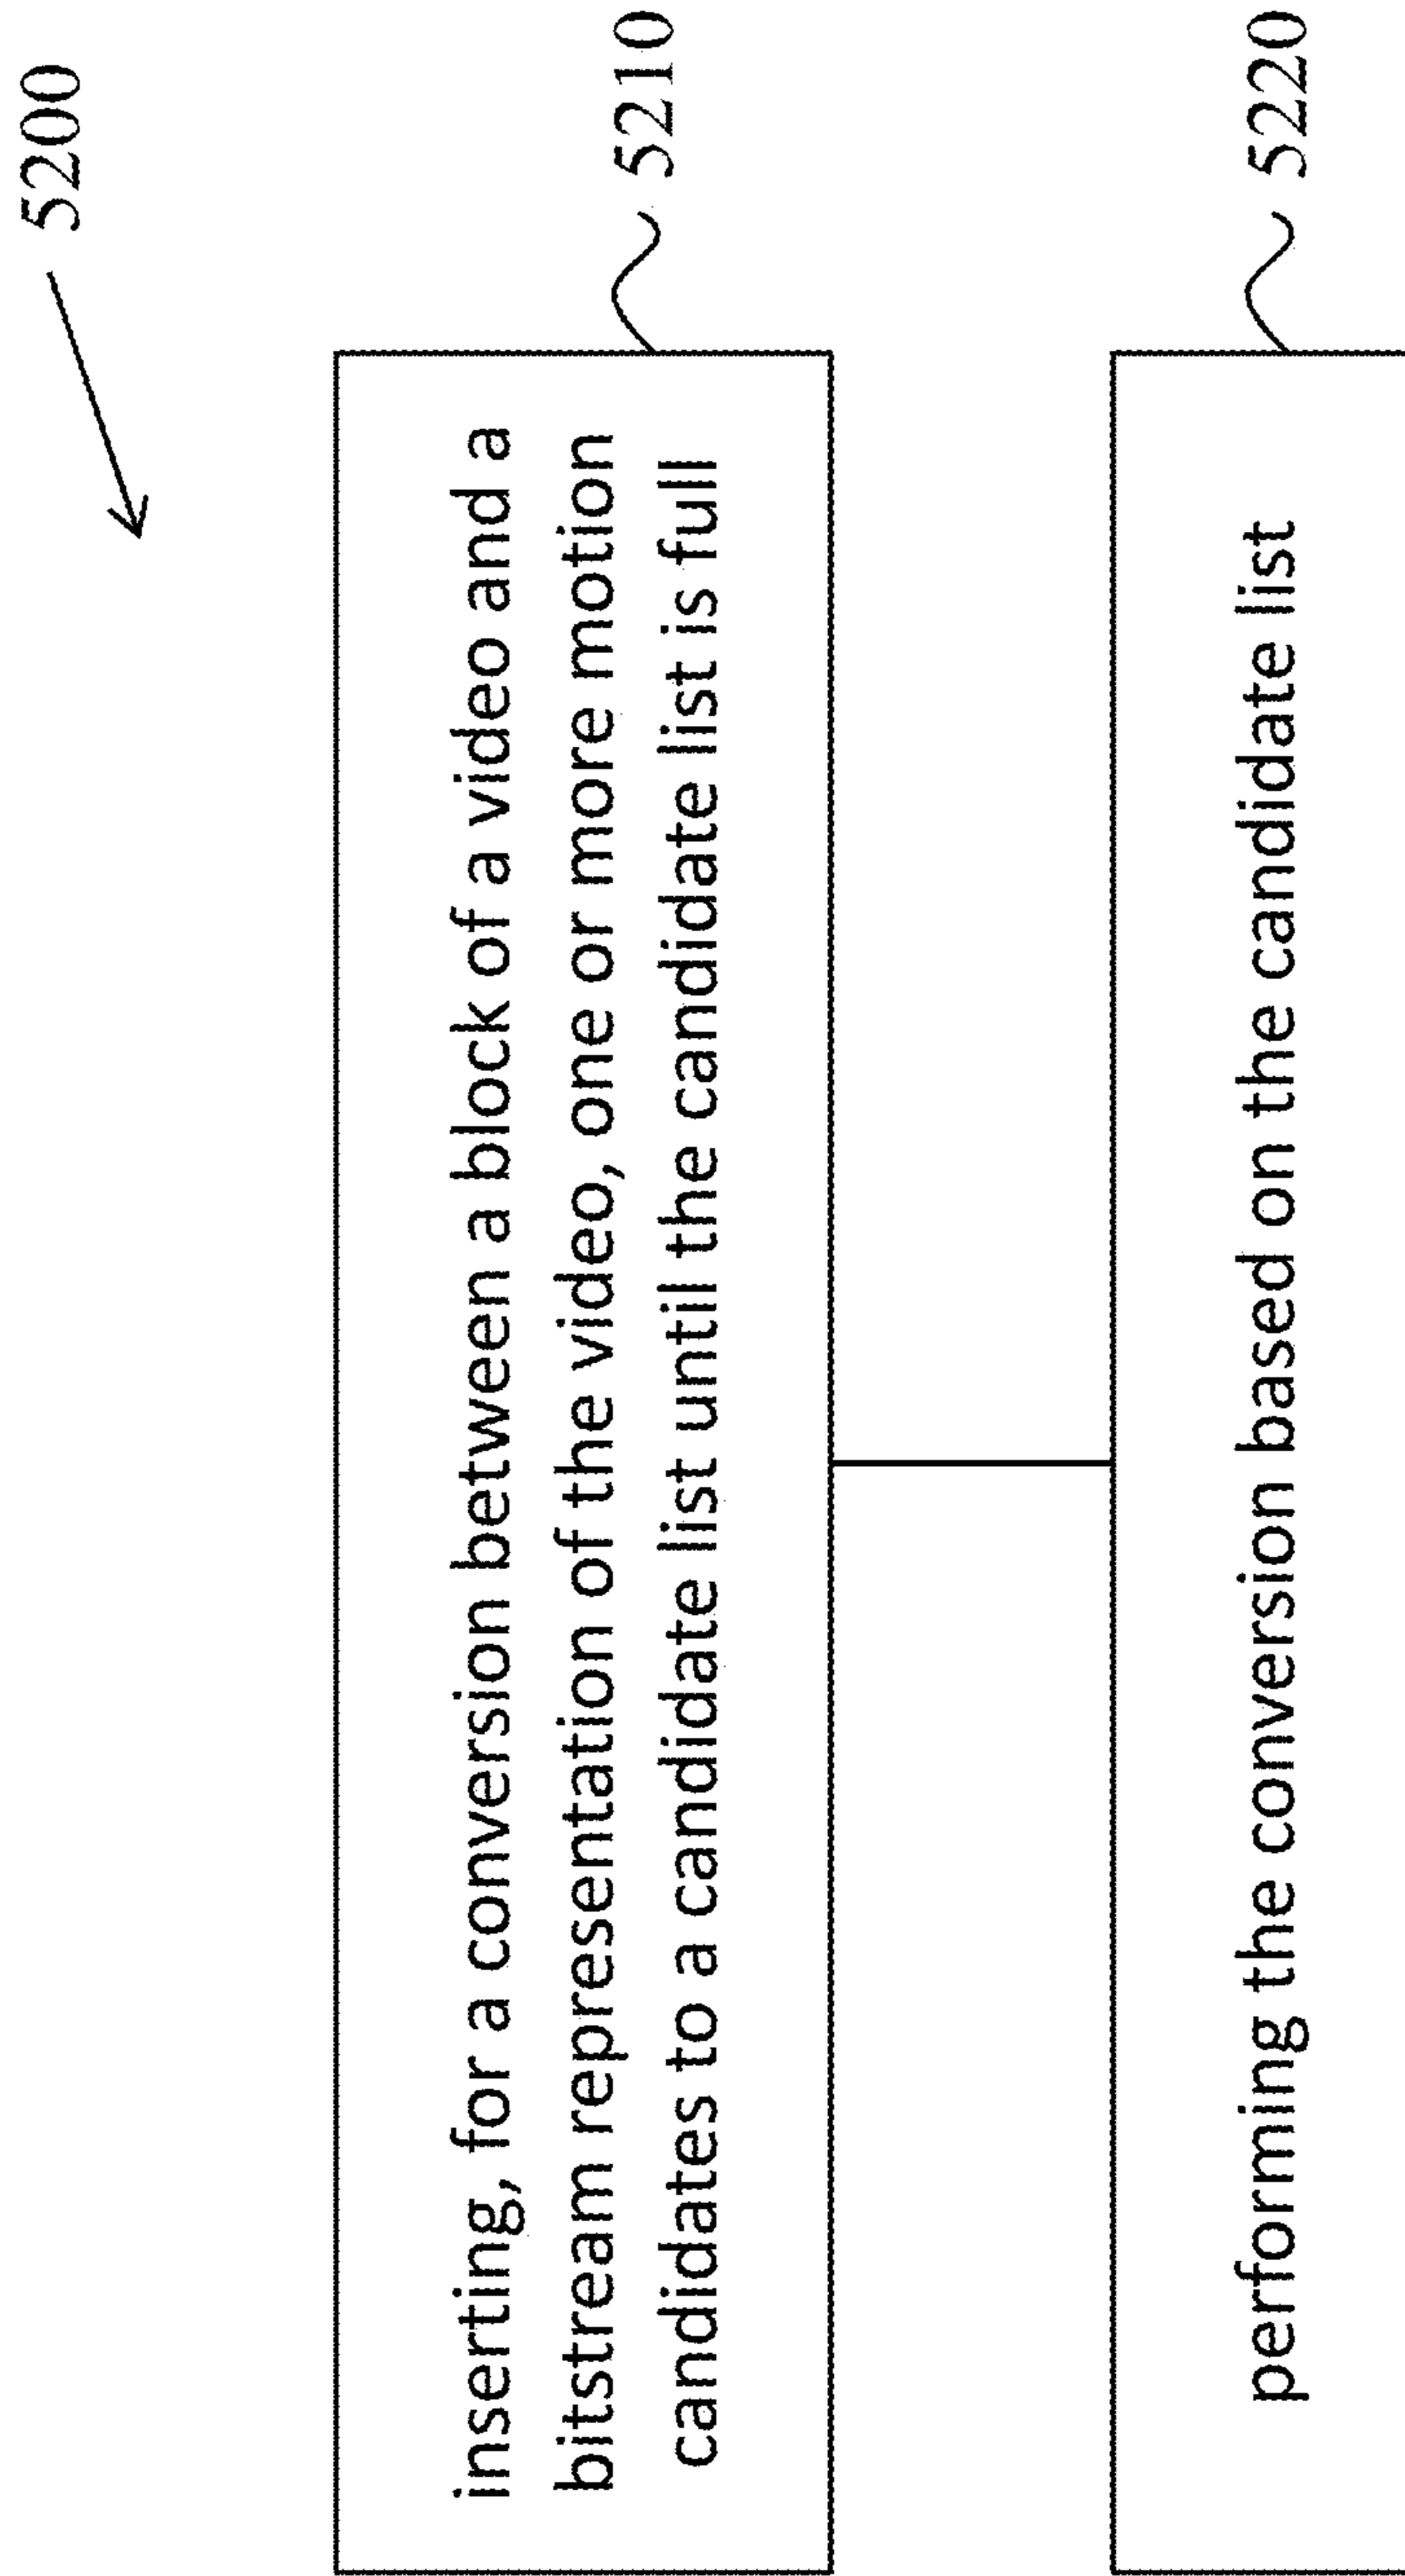 5200
inserting, for a conversion between a block of a video and a
bitstream representation of the video, one or more motion
candidates to a candidate list until the candidate list is full
5210
performing the conversion based on the candidate list
5220